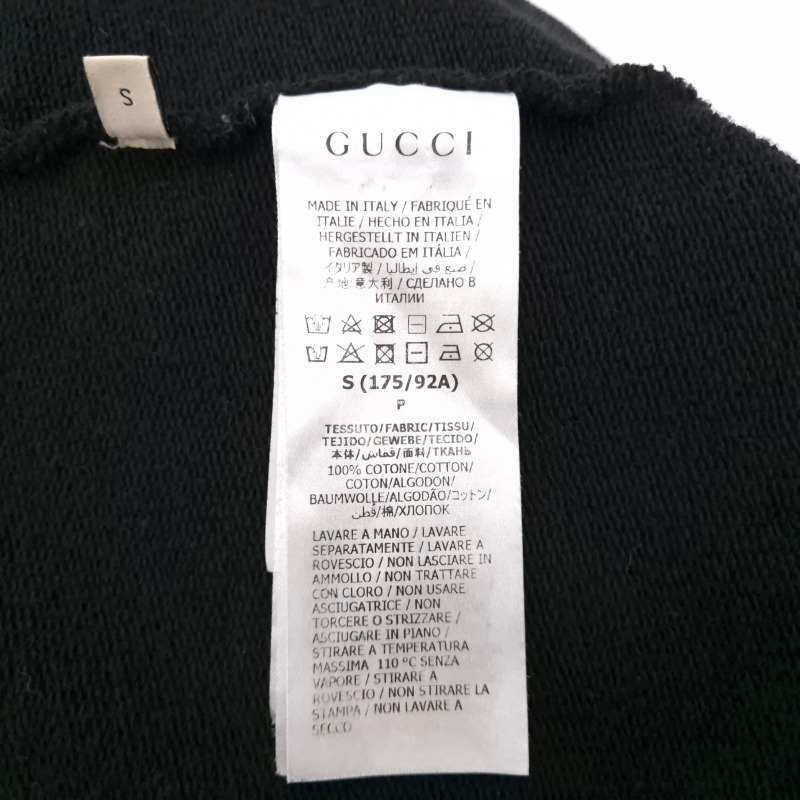 S
GUCCI
MADE IN ITALY / FABRIQUÉ EN
ITALIE / HECHO EN ITALIA /
HERGESTELLT IN ITALIEN /
FABRICADO EM ITÁLIA /
イタリア製 / صنع في إيطاليا /
产地:意大利 / СДЕЛАНО В
ИТАЛИИ
S (175/92A)
P
TESSUTO/FABRIC/TISSU/
TEJIDO/GEWEBE/TECIDO/
本体/قماش/面料/ТКАНЬ
100% COTONE/COTTON/
COTON/ALGODON/
BAUMWOLLE/ALGODÃO/コットン/
قطن/棉/ХЛОПОК
LAVARE A MANO / LAVARE
SEPARATAMENTE / LAVARE A
ROVESCIO / NON LASCIARE IN
AMMOLLO / NON TRATTARE
CON CLORO / NON USARE
ASCIUGATRICE / NON
TORCERE O STRIZZARE /
ASCIUGARE IN PIANO /
STIRARE A TEMPERATURA
MASSIMA 110 ºC SENZA
VAPORE / STIRARE A
ROVESCIO / NON STIRARE LA
STAMPA / NON LAVARE A
SECCO